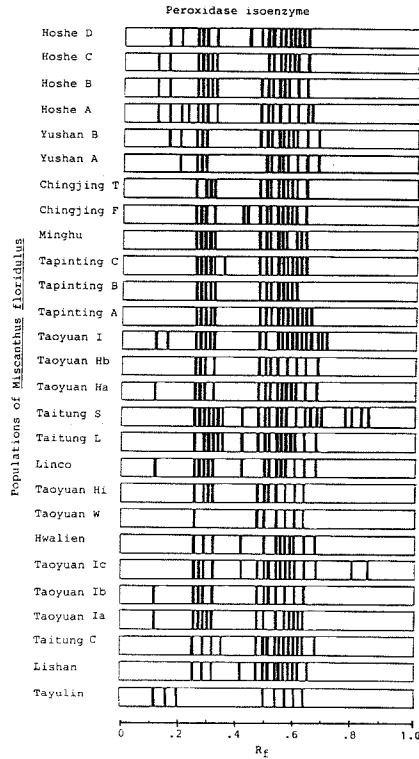 Peroxidase isoenzyme
Populations of Miscanthus floridulus
Hoshe D
Hoshe C
Hoshe B
Hoshe A
Yushan B
Yushan A
Chingjing T
Chingjing F
Minghu
Tapinting C
Tapinting B
Tapinting A
Taoyuan I
Taoyuan Hb
Taoyuan Ha
Taitung S
Taitung L
Linco
Taoyuan Hi
Taoyuan W
Hwalien
Taoyuan Ic
Taoyuan Ib
Taoyuan Ia
Taitung C
Lishan
Tayulin
0 .2 .4 .6 .8 1.0
Rf